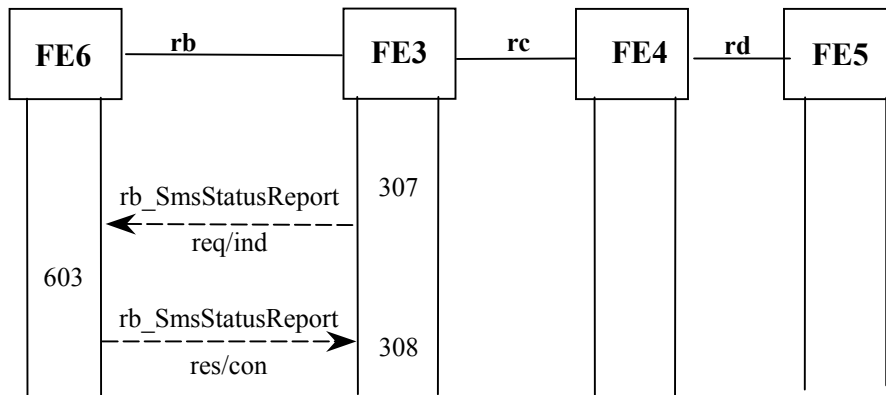 FE6 rb FE3 rc FE4 rd FE5
307
rb_SmsStatusReport
req/ind
603
rb_SmsStatusReport
308
res/con